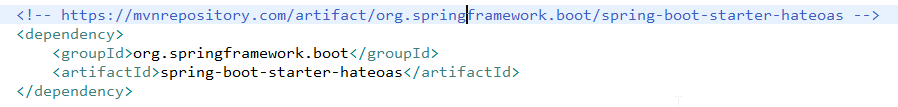 <!-- https://mvnrepository.com/artifact/org.springframework.boot/spring-boot-starter-hateoas -->
<dependency>
    <groupId>org.springframework.boot</groupId>
    <artifactId>spring-boot-starter-hateoas</artifactId>
</dependency>